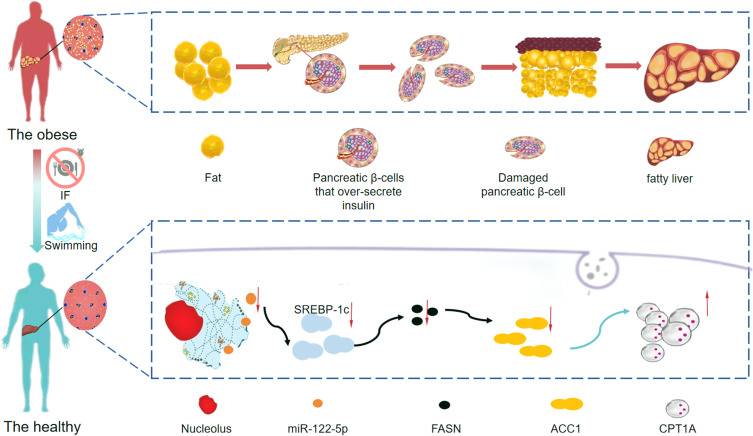 The obese
Fat
Pancreatic β-cells
that over-secrete
insulin
Damaged
pancreatic β-cell
fatty liver
IF
Swimming
SREBP-1c
The healthy
Nucleolus
miR-122-5p
FASN
ACC1
CPT1A